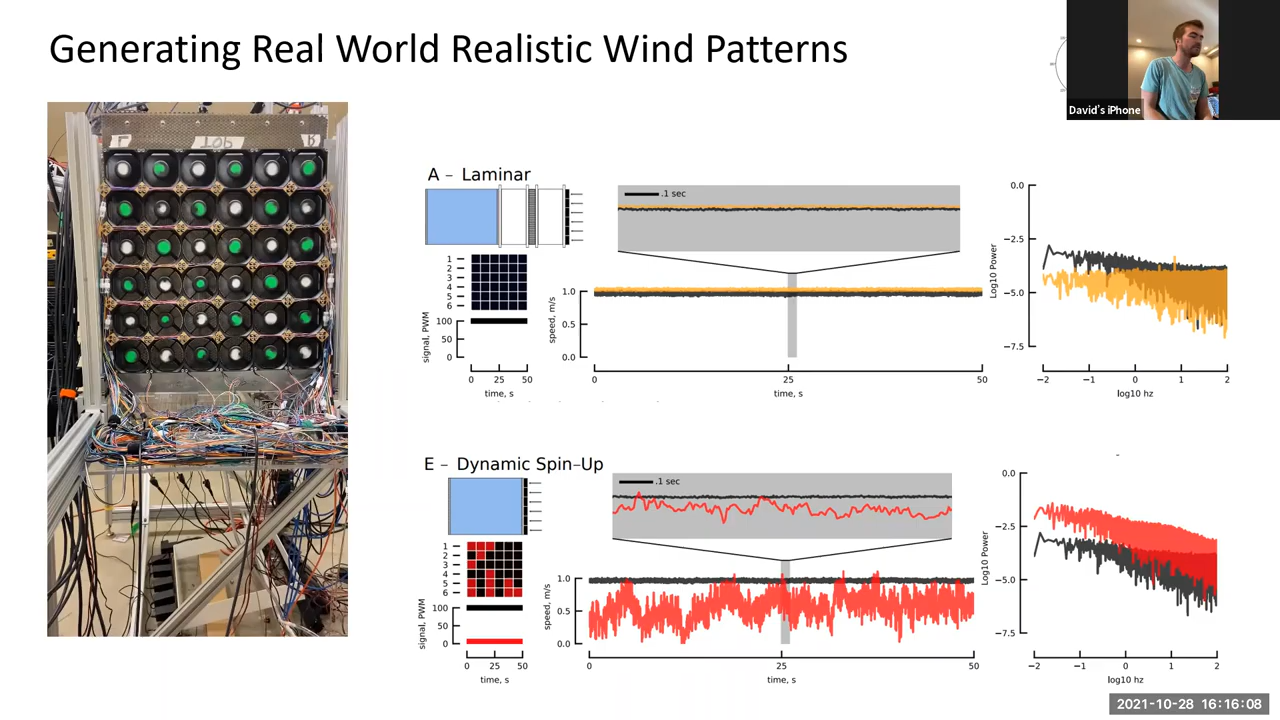 Generating Real World Realistic Wind Patterns
David's iPhone
A – Laminar
.1 sec
1
2
3
4
5
6
signal, PWM
100
50
0
0 25 50
time, s
speed, m/s
1.0
0.5
0.0
0 25 50
time, s
Log10 Power
0.0
−2.5
−5.0
−7.5
−2 −1 0 1 2
log10 hz
E – Dynamic Spin–Up
.1 sec
1
2
3
4
5
6
signal, PWM
100
50
0
0 25 50
time, s
speed, m/s
1.0
0.5
0.0
0 25 50
time, s
Log10 Power
0.0
−2.5
−5.0
−7.5
−2 −1 0 1 2
log10 hz
2021-10-28 16:16:08